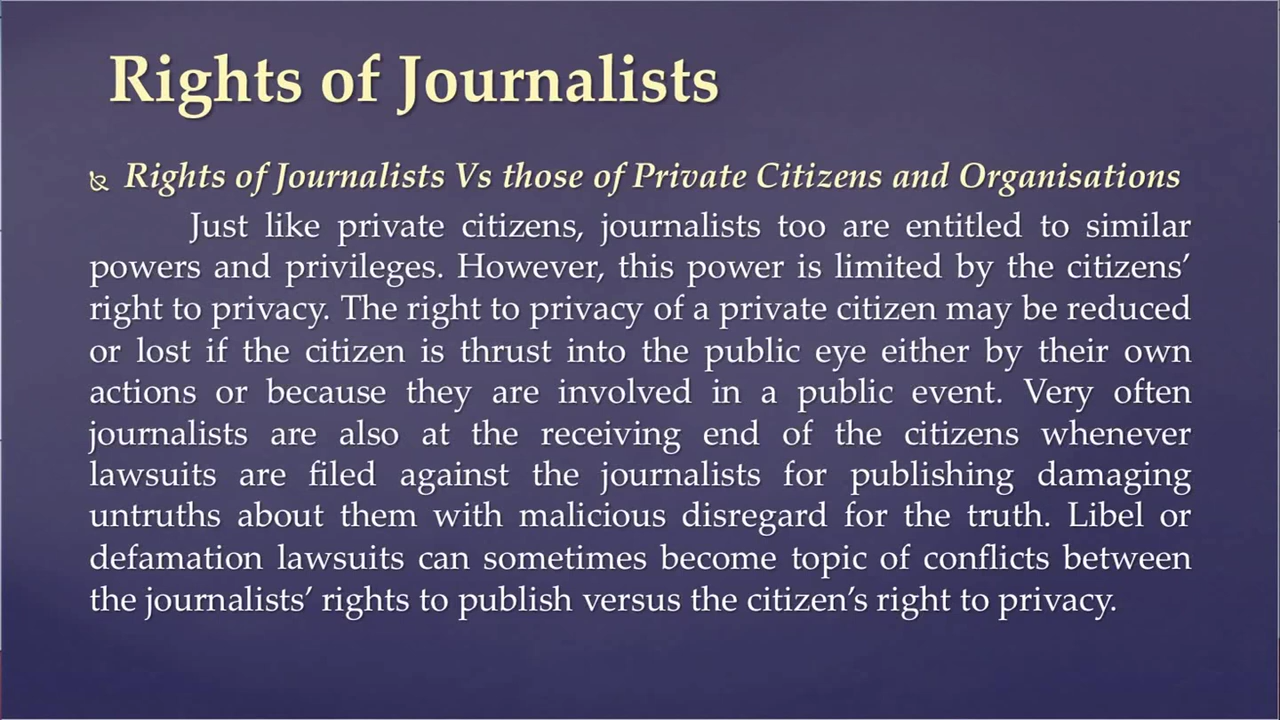 Rights of Journalists
Rights of Journalists Vs those of Private Citizens and Organisations
Just like private citizens, journalists too are entitled to similar
powers and privileges. However, this power is limited by the citizens’
right to privacy. The right to privacy of a private citizen may be reduced
or lost if the citizen is thrust into the public eye either by their own
actions or because they are involved in a public event. Very often
journalists are also at the receiving end of the citizens whenever
lawsuits are filed against the journalists for publishing damaging
untruths about them with malicious disregard for the truth. Libel or
defamation lawsuits can sometimes become topic of conflicts between
the journalists’ rights to publish versus the citizen’s right to privacy.